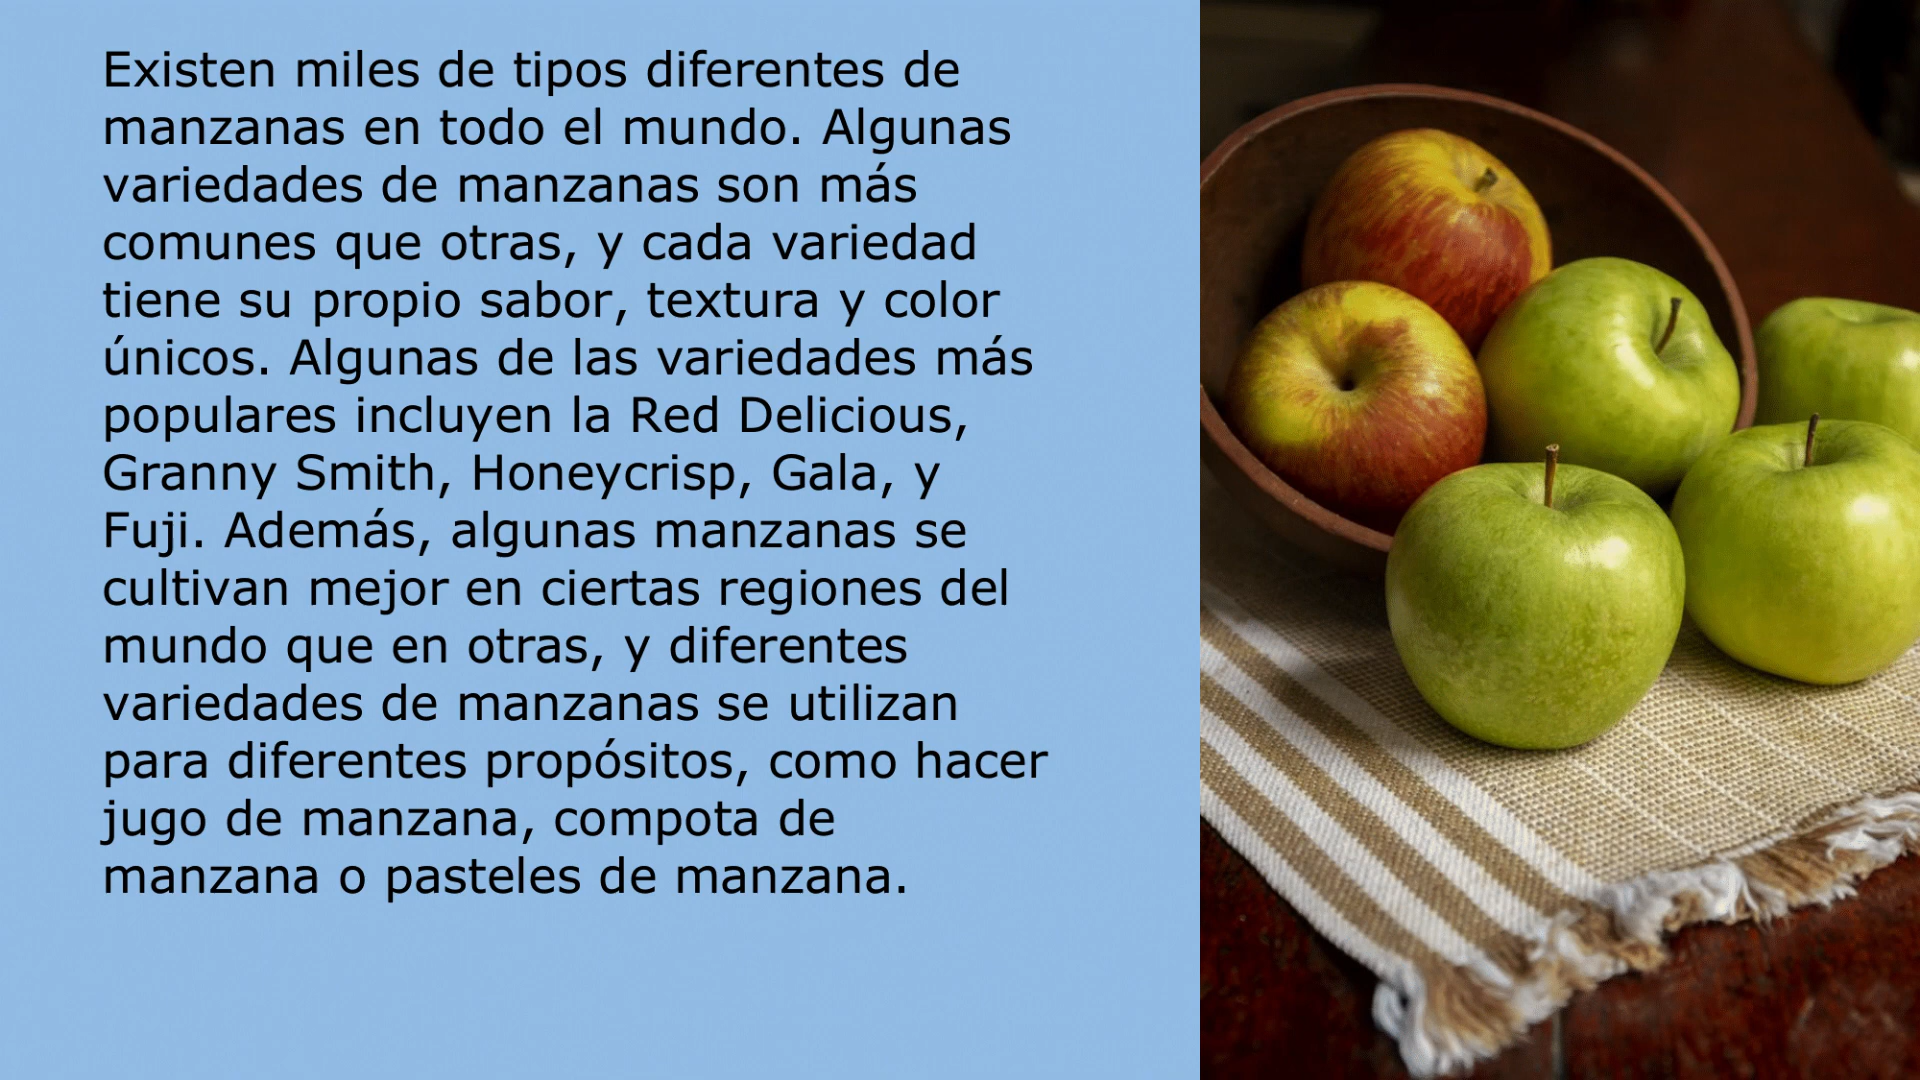 Existen miles de tipos diferentes de
manzanas en todo el mundo. Algunas
variedades de manzanas son más
comunes que otras, y cada variedad
tiene su propio sabor, textura y color
únicos. Algunas de las variedades más
populares incluyen la Red Delicious,
Granny Smith, Honeycrisp, Gala, y
Fuji. Además, algunas manzanas se
cultivan mejor en ciertas regiones del
mundo que en otras, y diferentes
variedades de manzanas se utilizan
para diferentes propósitos, como hacer
jugo de manzana, compota de
manzana o pasteles de manzana.